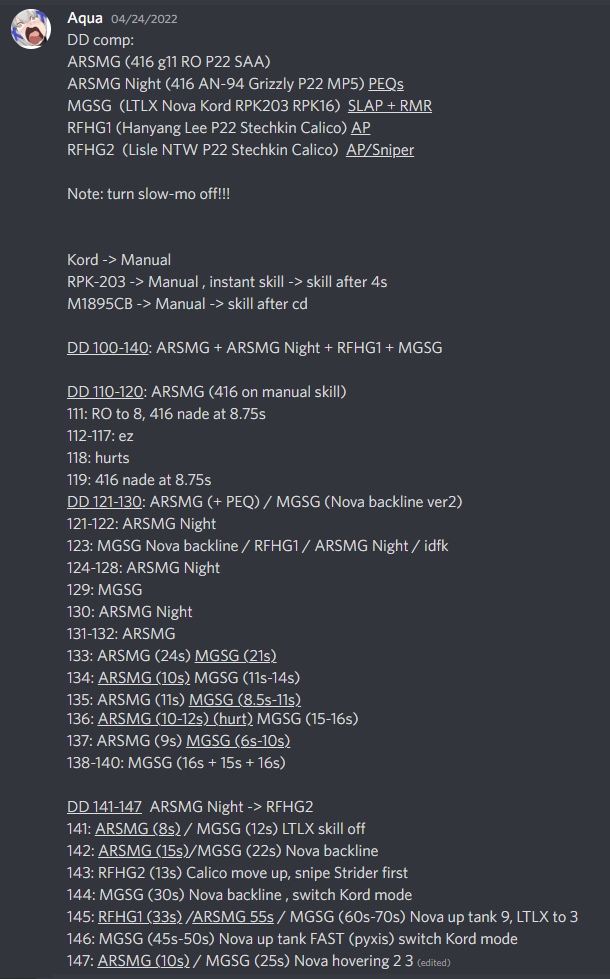 Aqua 04/24/2022
DD comp:
ARSMG (416 g11 RO P22 SAA)
ARSMG Night (416 AN-94 Grizzly P22 MP5) PEQs
MGSG  (LTLX Nova Kord RPK203 RPK16)  SLAP + RMR
RFHG1 (Hanyang Lee P22 Stechkin Calico) AP
RFHG2  (Lisle NTW P22 Stechkin Calico)  AP/Sniper
Note: turn slow-mo off!!!
Kord -> Manual
RPK-203 -> Manual , instant skill -> skill after 4s
M1895CB -> Manual -> skill after cd
DD 100-140: ARSMG + ARSMG Night + RFHG1 + MGSG
DD 110-120: ARSMG (416 on manual skill)
111: RO to 8, 416 nade at 8.75s
112-117: ez
118: hurts
119: 416 nade at 8.75s
DD 121-130: ARSMG (+ PEQ) / MGSG (Nova backline ver2)
121-122: ARSMG Night
123: MGSG Nova backline / RFHG1 / ARSMG Night / idfk
124-128: ARSMG Night
129: MGSG
130: ARSMG Night
131-132: ARSMG
133: ARSMG (24s) MGSG (21s)
134: ARSMG (10s) MGSG (11s-14s)
135: ARSMG (11s) MGSG (8.5s-11s)
136: ARSMG (10-12s) (hurt) MGSG (15-16s)
137: ARSMG (9s) MGSG (6s-10s)
138-140: MGSG (16s + 15s + 16s)
DD 141-147  ARSMG Night -> RFHG2
141: ARSMG (8s) / MGSG (12s) LTLX skill off
142: ARSMG (15s)/MGSG (22s) Nova backline
143: RFHG2 (13s) Calico move up, snipe Strider first
144: MGSG (30s) Nova backline , switch Kord mode
145: RFHG1 (33s) /ARSMG 55s / MGSG (60s-70s) Nova up tank 9, LTLX to 3
146: MGSG (45s-50s) Nova up tank FAST (pyxis) switch Kord mode
147: ARSMG (10s) / MGSG (25s) Nova hovering 2 3 (edited)